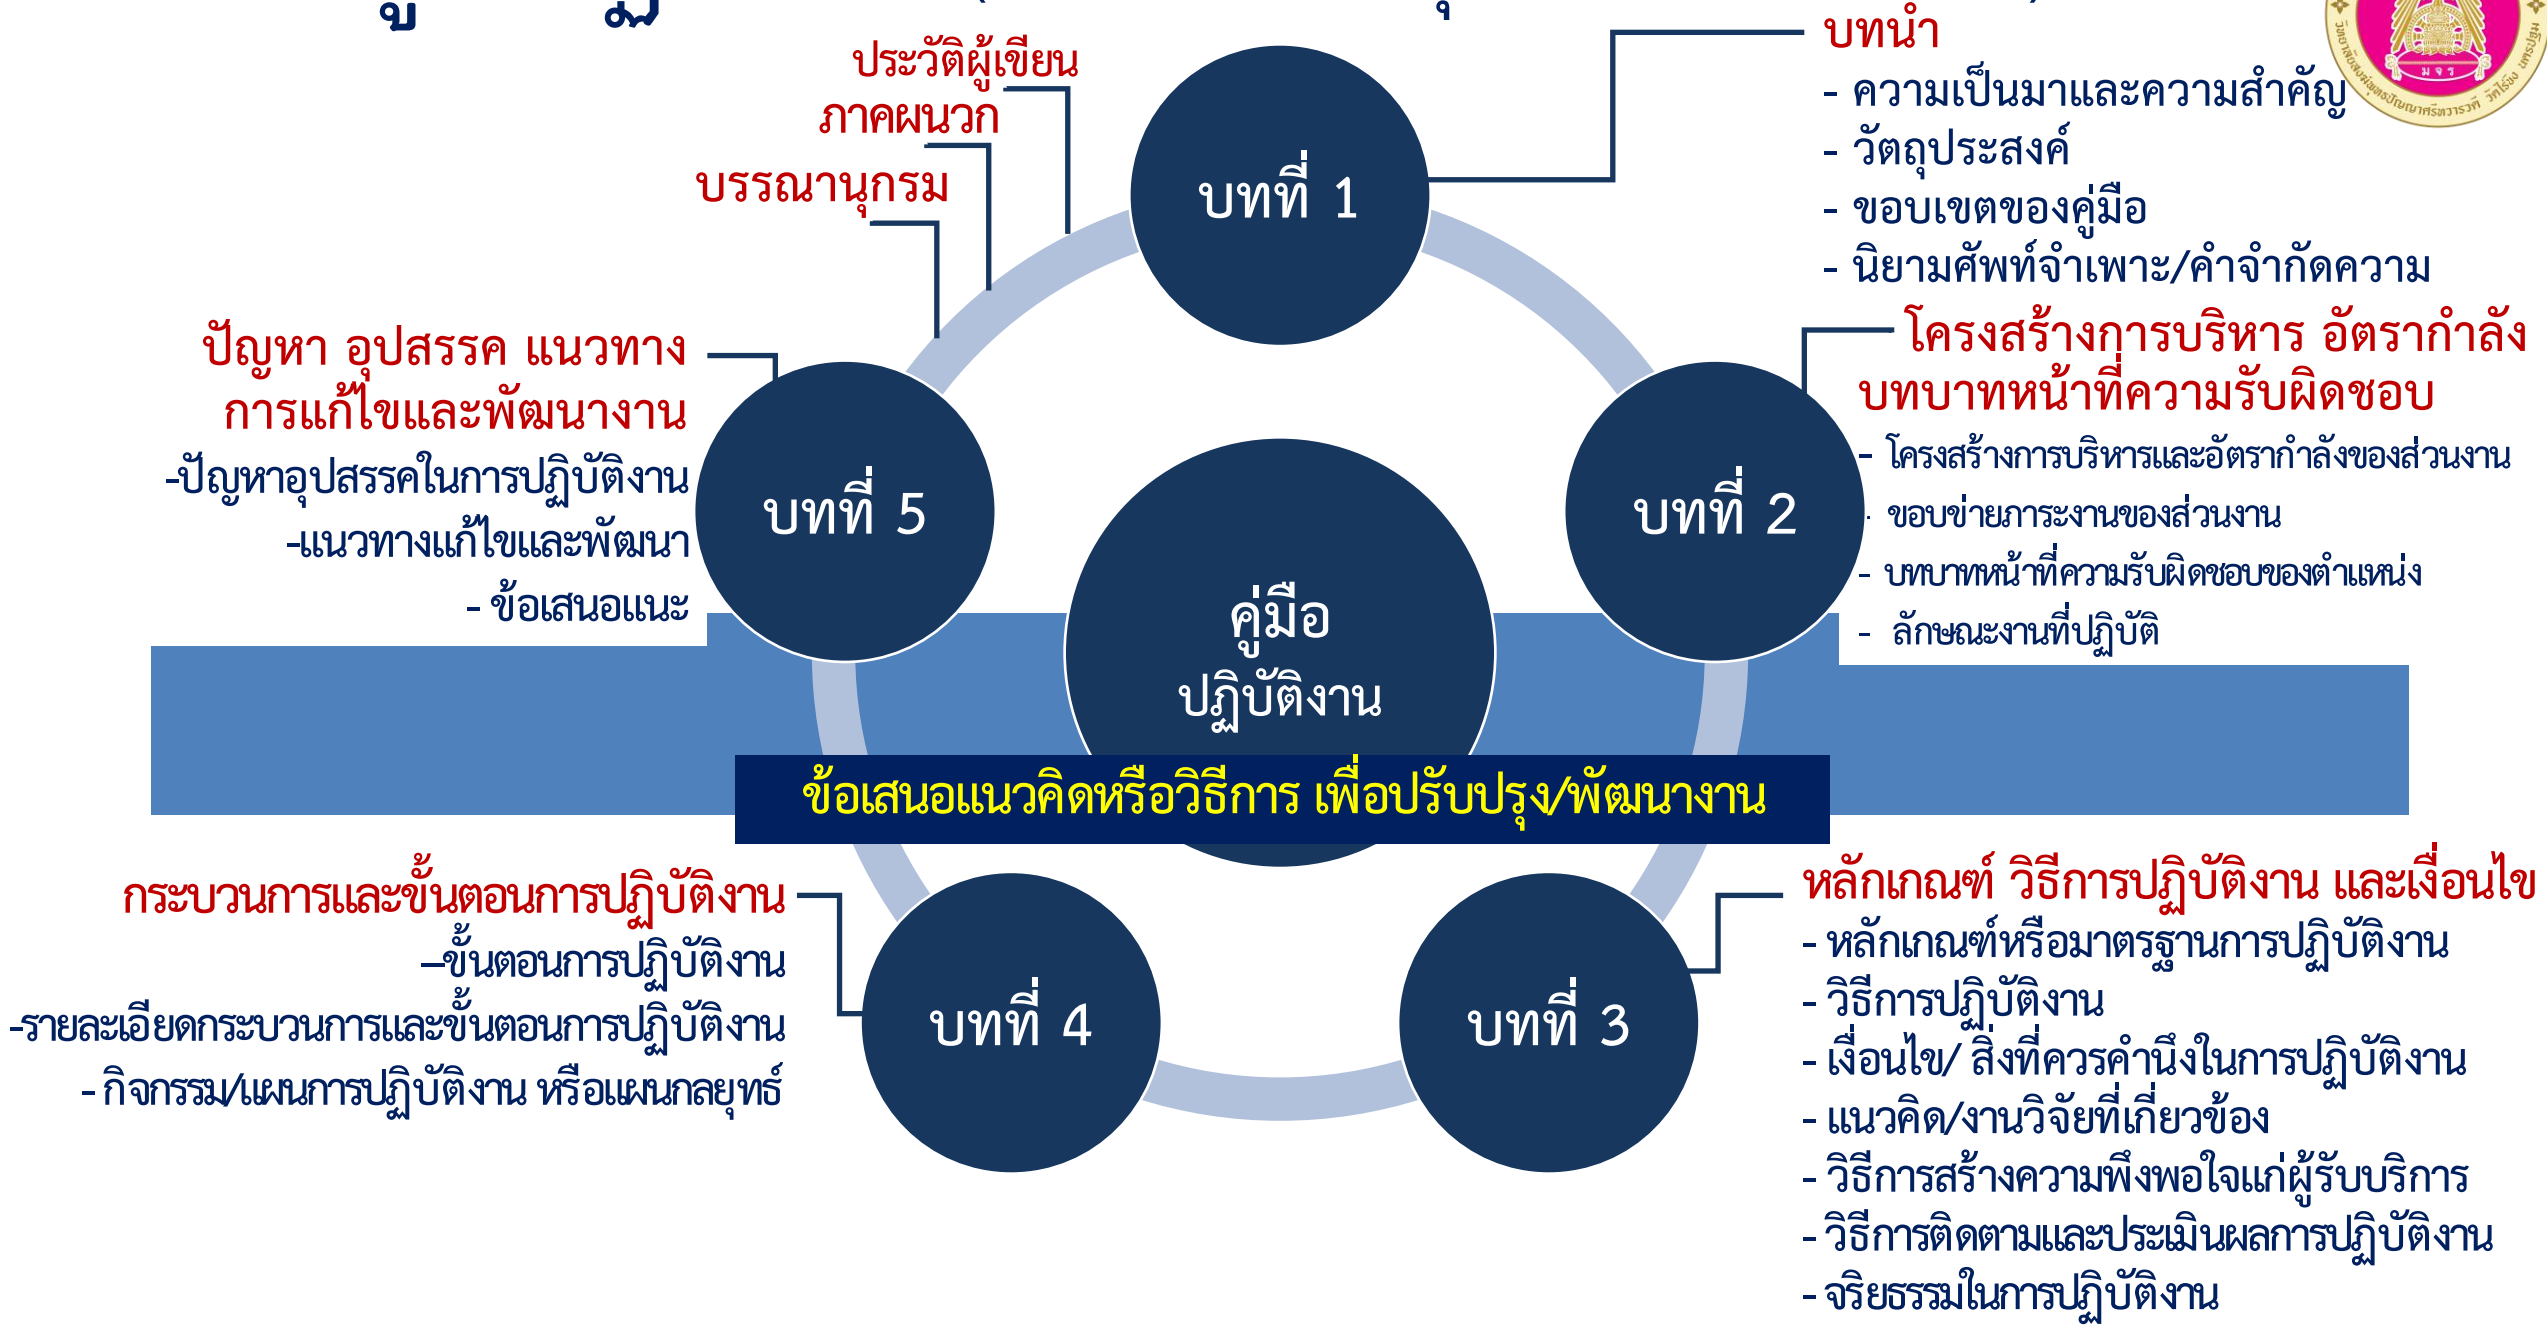 บทนำ
- ความเป็นมาและความสำคัญ
- วัตถุประสงค์
- ขอบเขตของคู่มือ
- นิยามศัพท์จำเพาะ/คำจำกัดความ
ประวัติผู้เขียน
ภาคผนวก
บรรณานุกรม
บทที่ 1
โครงสร้างการบริหาร อัตรากำลัง
บทบาทหน้าที่ความรับผิดชอบ
- โครงสร้างการบริหารและอัตรากำลังของส่วนงาน
- ขอบข่ายภาระงานของส่วนงาน
- บทบาทหน้าที่ความรับผิดชอบของตำแหน่ง
- ลักษณะงานที่ปฏิบัติ
บทที่ 2
ปัญหา อุปสรรค แนวทาง
การแก้ไขและพัฒนางาน
-ปัญหาอุปสรรคในการปฏิบัติงาน
-แนวทางแก้ไขและพัฒนา
- ข้อเสนอแนะ
บทที่ 5
คู่มือ
ปฏิบัติงาน
ข้อเสนอแนวคิดหรือวิธีการ เพื่อปรับปรุง/พัฒนางาน
กระบวนการและขั้นตอนการปฏิบัติงาน
–ขั้นตอนการปฏิบัติงาน
-รายละเอียดกระบวนการและขั้นตอนการปฏิบัติงาน
- กิจกรรม/แผนการปฏิบัติงาน หรือแผนกลยุทธ์
บทที่ 4
บทที่ 3
หลักเกณฑ์ วิธีการปฏิบัติงาน และเงื่อนไข
- หลักเกณฑ์หรือมาตรฐานการปฏิบัติงาน
- วิธีการปฏิบัติงาน
- เงื่อนไข/ สิ่งที่ควรคำนึงในการปฏิบัติงาน
- แนวคิด/งานวิจัยที่เกี่ยวข้อง
- วิธีการสร้างความพึงพอใจแก่ผู้รับบริการ
- วิธีการติดตามและประเมินผลการปฏิบัติงาน
- จริยธรรมในการปฏิบัติงาน
มจร